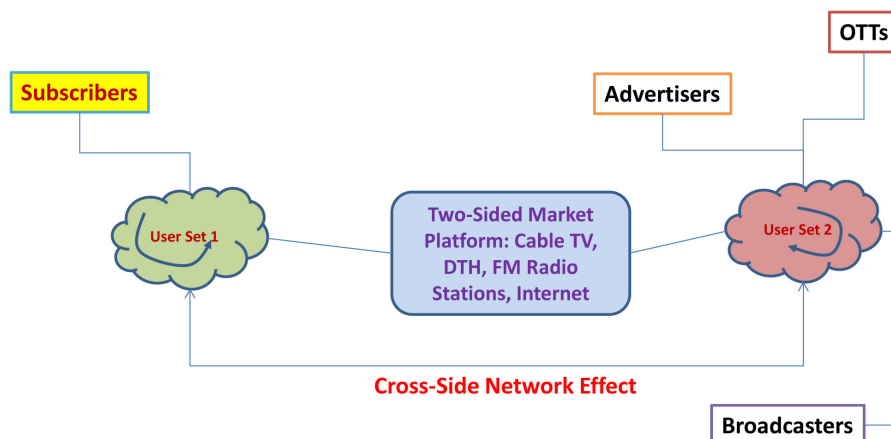 OTTs
Subscribers
Advertisers
User Set 1
Two-Sided Market
Platform: Cable TV,
DTH, FM Radio
Stations, Internet
User Set 2
Cross-Side Network Effect
Broadcasters